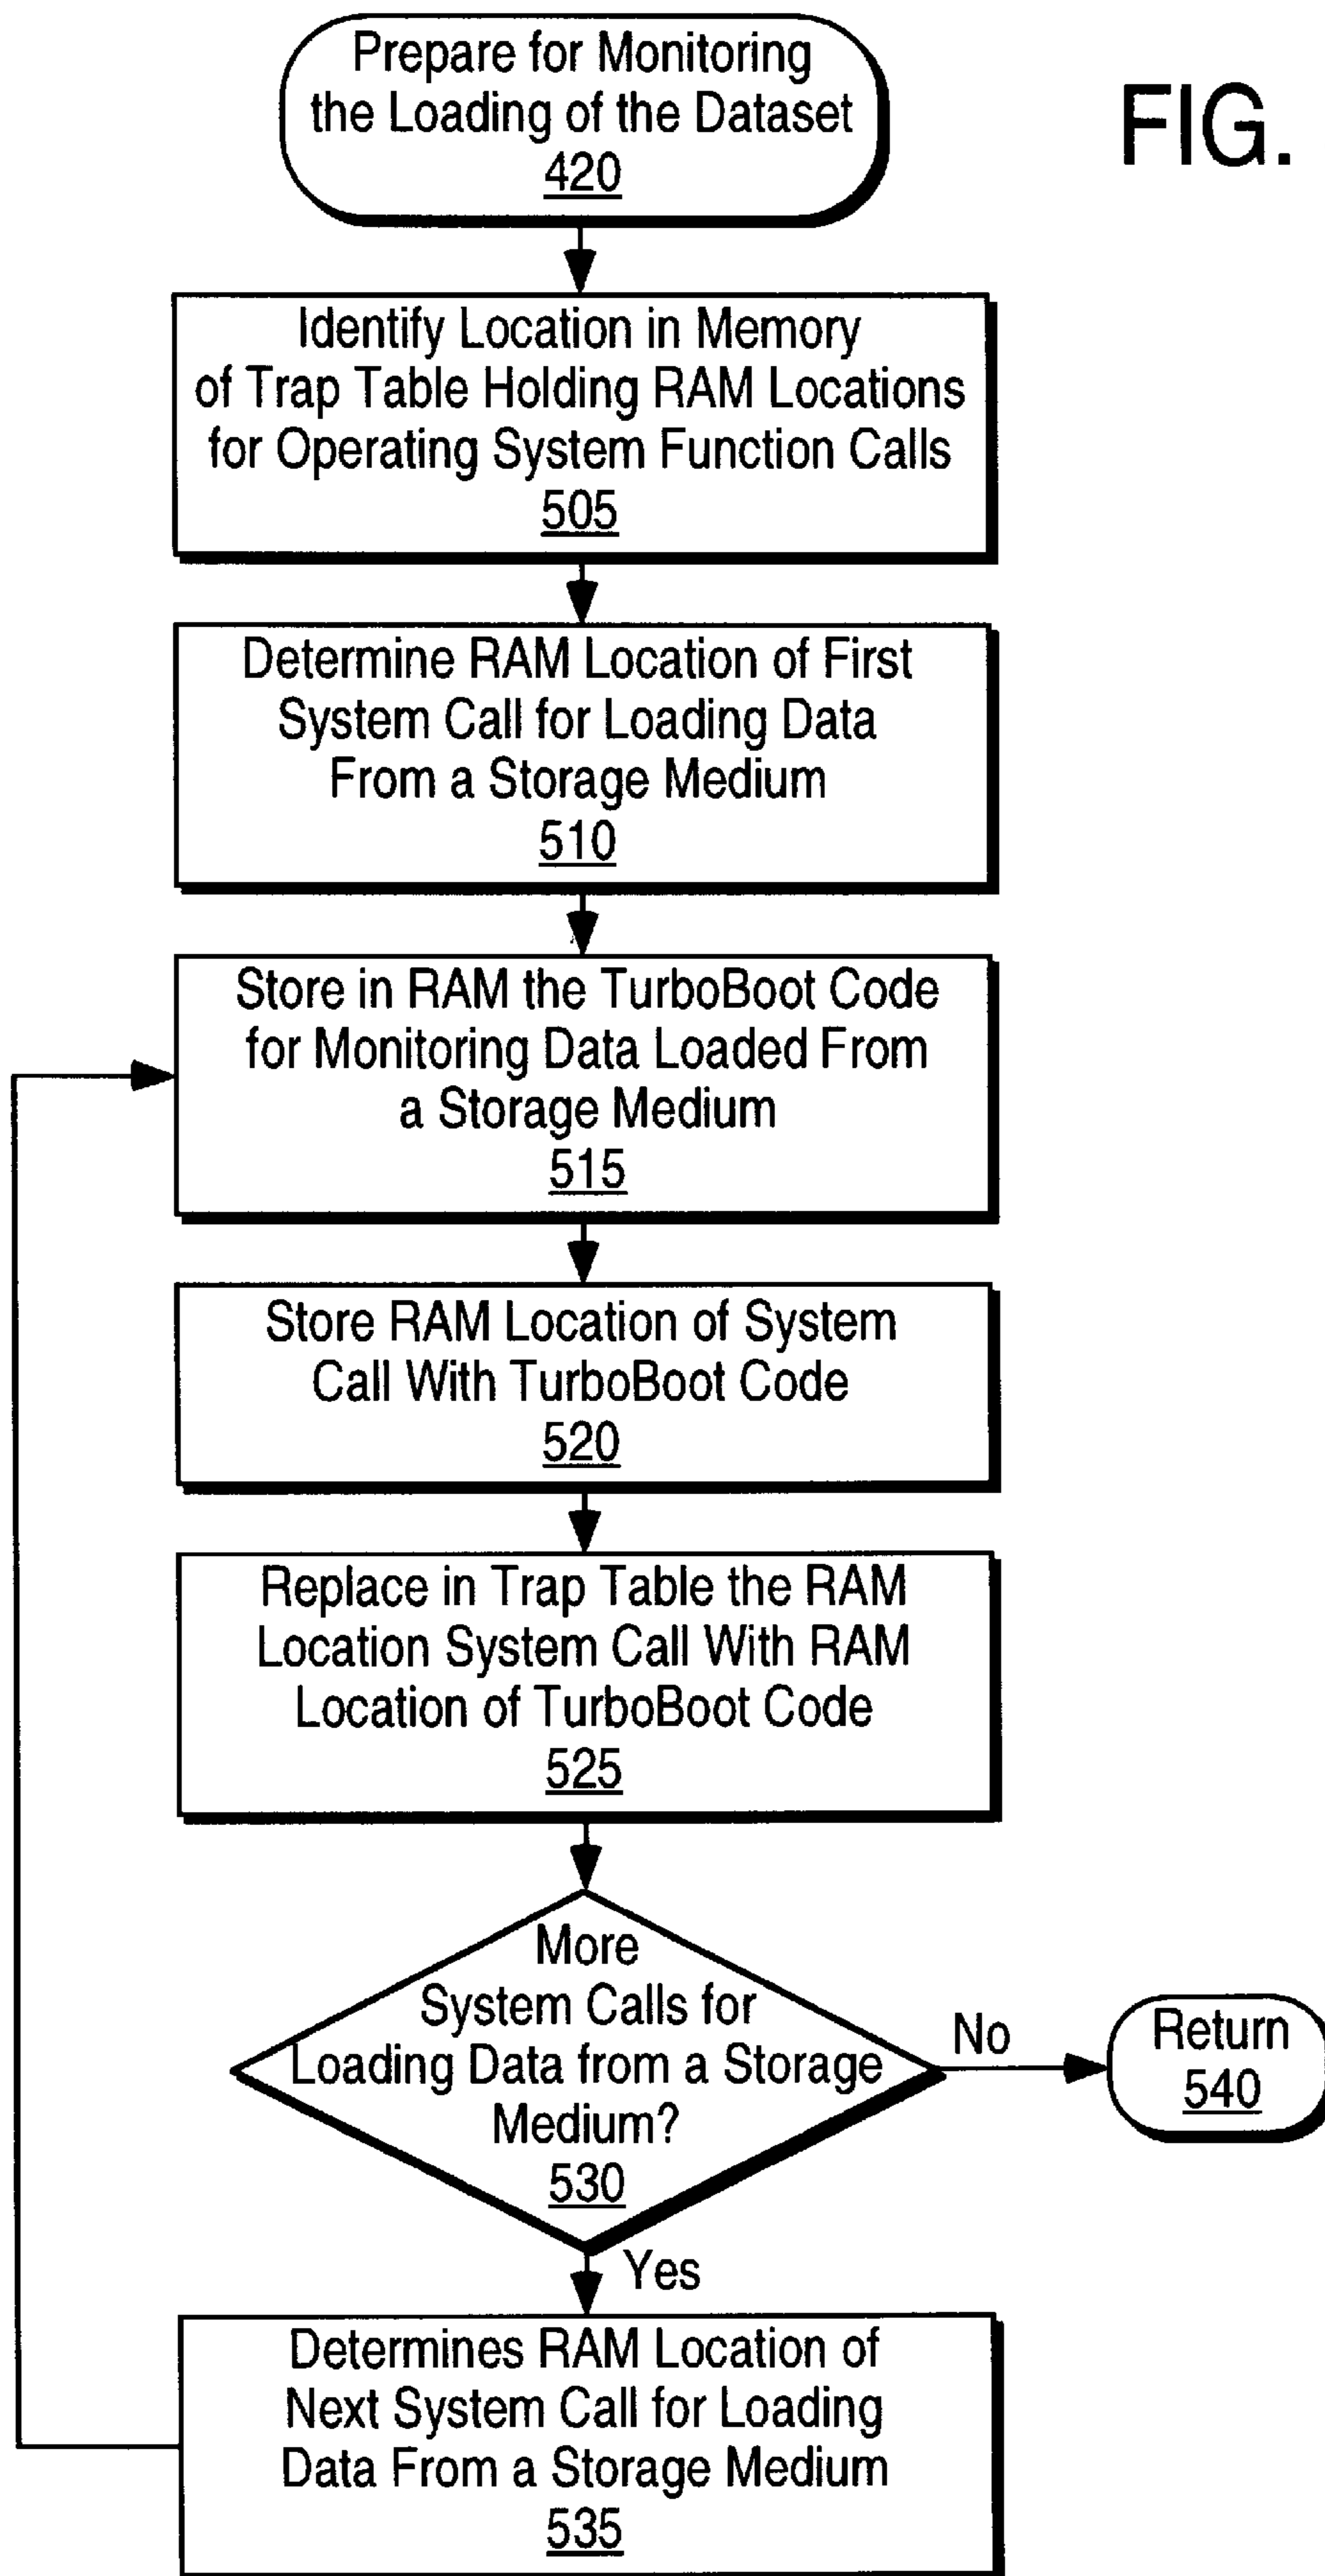 Prepare for Monitoring
the Loading of the Dataset
420
FIG.
Identify Location in Memory
of Trap Table Holding RAM Locations
for Operating System Function Calls
505
Determine RAM Location of First
System Call for Loading Data
From a Storage Medium
510
Store in RAM the TurboBoot Code
for Monitoring Data Loaded From
a Storage Medium
515
Store RAM Location of System
Call With TurboBoot Code
520
Replace in Trap Table the RAM
Location System Call With RAM
Location of TurboBoot Code
525
More
System Calls for
Loading Data from a Storage
Medium?
530
No
Return
540
Yes
Determines RAM Location of
Next System Call for Loading
Data From a Storage Medium
535